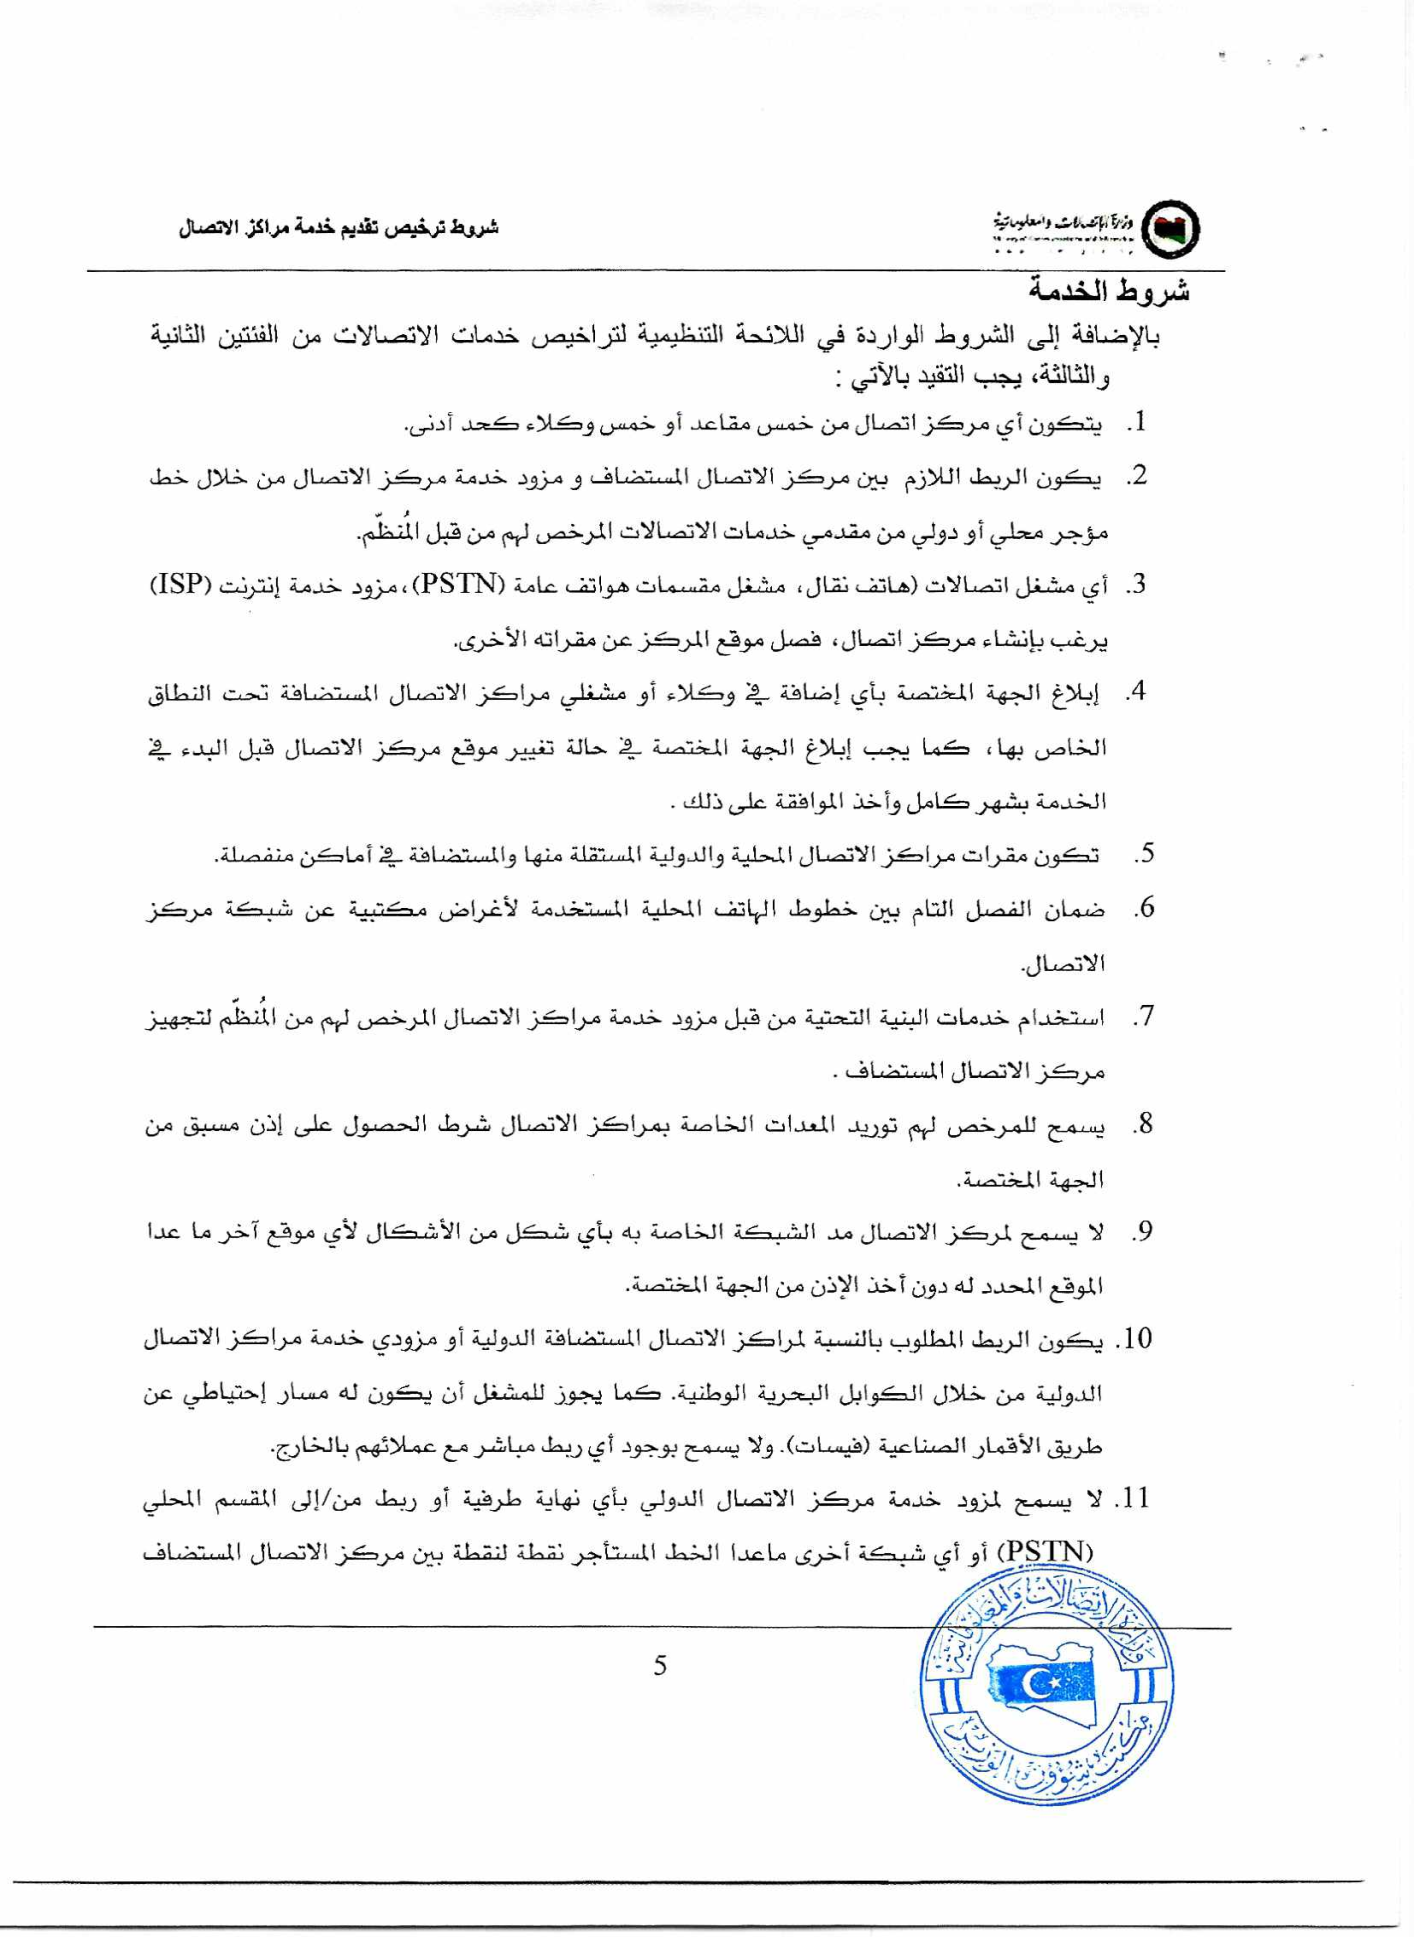 وزارة الإتصالات والمعلوماتية
شروط ترخيص تقديم خدمة مراكز الاتصال
شروط الخدمة
بالإضافة إلى الشروط الواردة في اللائحة التنظيمية لتراخيص خدمات الاتصالات من الفئتين الثانية
والثالثة، يجب التقيد بالآتي :
1. يتكون أي مركز اتصال من خمس مقاعد أو خمس وكلاء كحد أدنى.
2. يكون الربط اللازم بين مركز الاتصال المستضاف و مزود خدمة مركز الاتصال من خلال خط
مؤجر محلي أو دولي من مقدمي خدمات الاتصالات المرخص لهم من قبل المُنظّم.
3. أي مشغل اتصالات (هاتف نقال، مشغل مقسمات هواتف عامة (PSTN)، مزود خدمة إنترنت (ISP)
يرغب بإنشاء مركز اتصال، فصل موقع المركز عن مقراته الأخرى.
4. إبلاغ الجهة المختصة بأي إضافة في وكلاء أو مشغلي مراكز الاتصال المستضافة تحت النطاق
الخاص بها، كما يجب إبلاغ الجهة المختصة في حالة تغيير موقع مركز الاتصال قبل البدء في
الخدمة بشهر كامل وأخذ الموافقة على ذلك .
5. تكون مقرات مراكز الاتصال المحلية والدولية المستقلة منها والمستضافة في أماكن منفصلة.
6. ضمان الفصل التام بين خطوط الهاتف المحلية المستخدمة لأغراض مكتبية عن شبكة مركز
الاتصال.
7. استخدام خدمات البنية التحتية من قبل مزود خدمة مراكز الاتصال المرخص لهم من المُنظّم لتجهيز
مركز الاتصال المستضاف .
8. يسمح للمرخص لهم توريد المعدات الخاصة بمراكز الاتصال شرط الحصول على إذن مسبق من
الجهة المختصة.
9. لا يسمح لمركز الاتصال مد الشبكة الخاصة به بأي شكل من الأشكال لأي موقع آخر ما عدا
الموقع المحدد له دون أخذ الإذن من الجهة المختصة.
10. يكون الربط المطلوب بالنسبة لمراكز الاتصال المستضافة الدولية أو مزودي خدمة مراكز الاتصال
الدولية من خلال الكوابل البحرية الوطنية. كما يجوز للمشغل أن يكون له مسار إحتياطي عن
طريق الأقمار الصناعية (فيسات). ولا يسمح بوجود أي ربط مباشر مع عملائهم بالخارج.
11. لا يسمح لمزود خدمة مركز الاتصال الدولي بأي نهاية طرفية أو ربط من/إلى المقسم المحلي
(PSTN) أو أي شبكة أخرى ماعدا الخط المستأجر نقطة لنقطة بين مركز الاتصال المستضاف
وزارة الإتصالات والمعلوماتية
مكتب شؤون الوزير
5